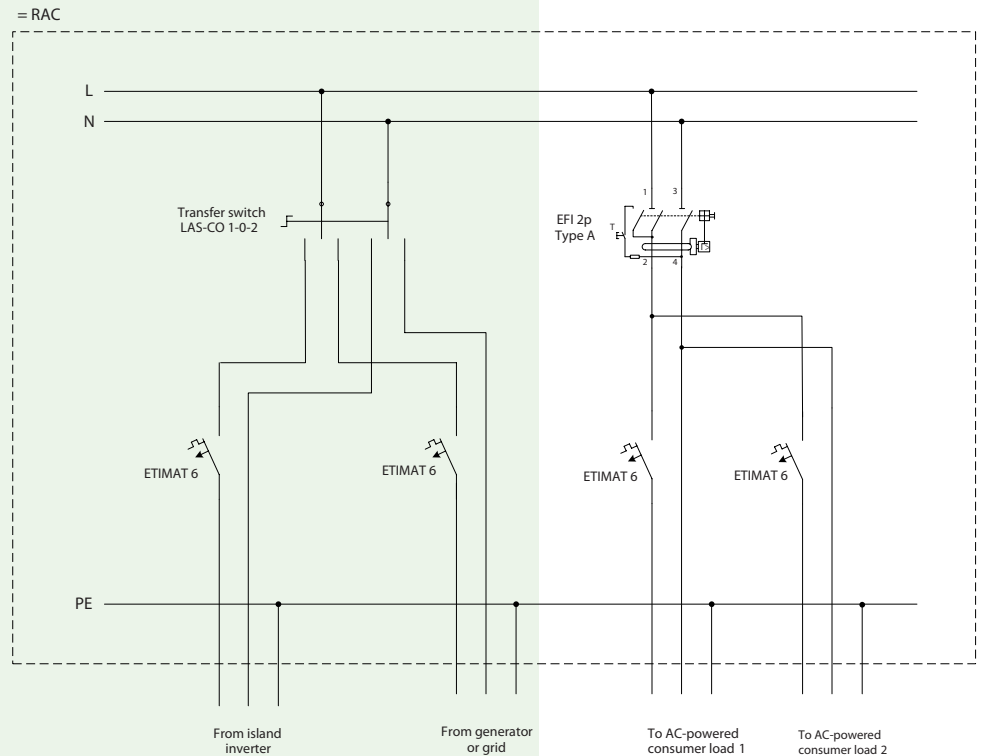 = RAC
L
N
1 3
Transfer switch
LAS-CO 1-0-2
EFI 2p
Type A
T
2 4
ETIMAT 6
ETIMAT 6
ETIMAT 6
ETIMAT 6
PE
From island
inverter
From generator
or grid
To AC-powered
consumer load 1
To AC-powered
consumer load 2